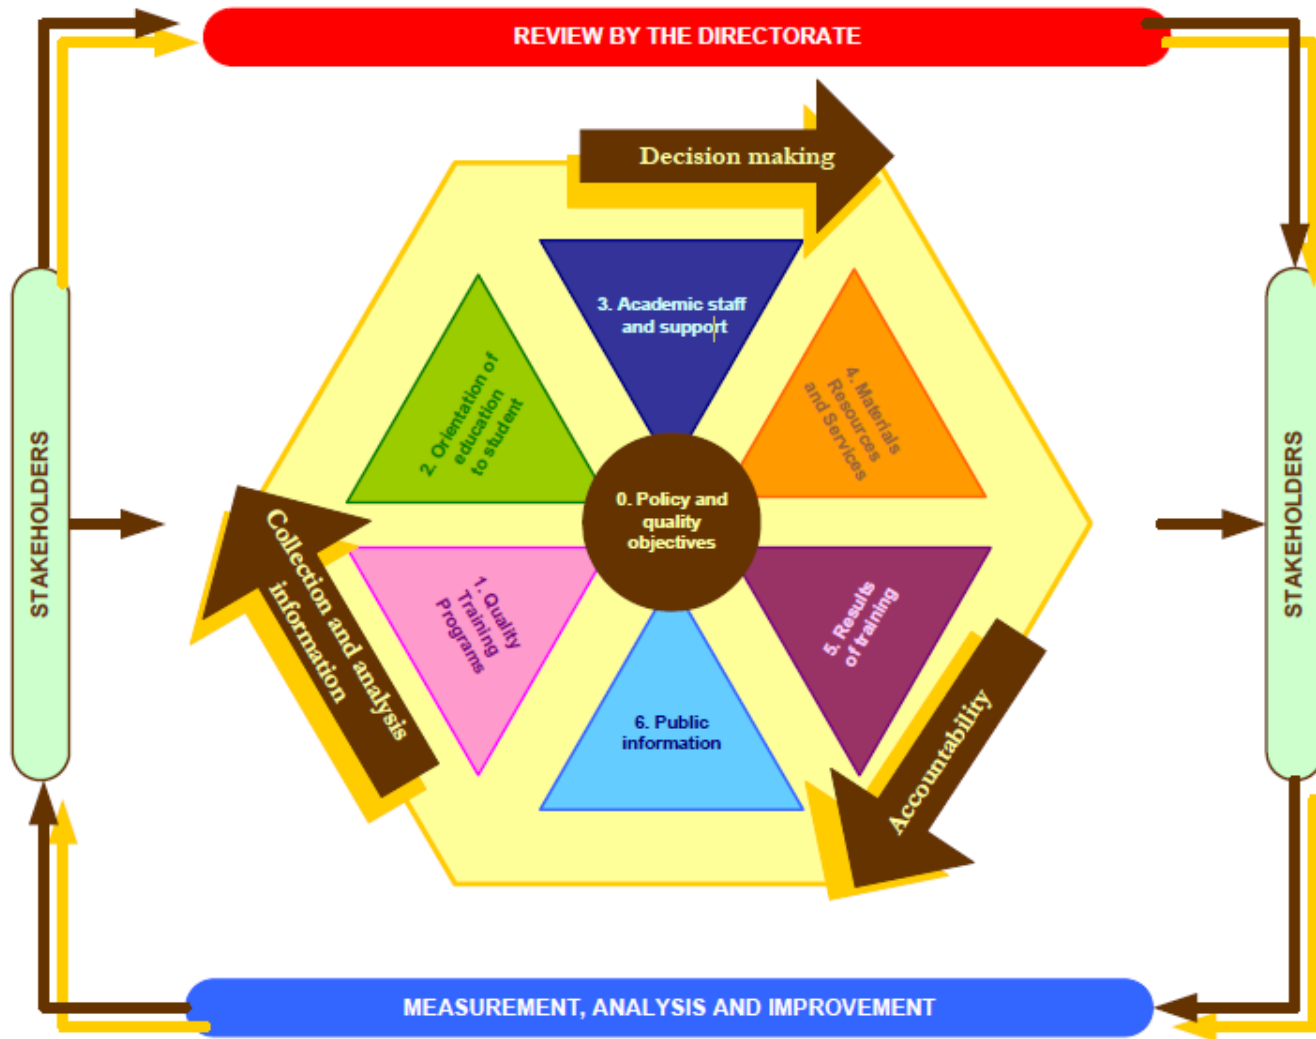 REVIEW BY THE DIRECTORATE
Decision making
3. Academic staff
and support
2. Orientation of
education
to student
4. Materials
Resources
and Services
STAKEHOLDERS
0. Policy and
quality
objectives
STAKEHOLDERS
Collection and analysis
information
1. Quality
Training
Programs
5. Results
of training
6. Public
information
Accountability
MEASUREMENT, ANALYSIS AND IMPROVEMENT